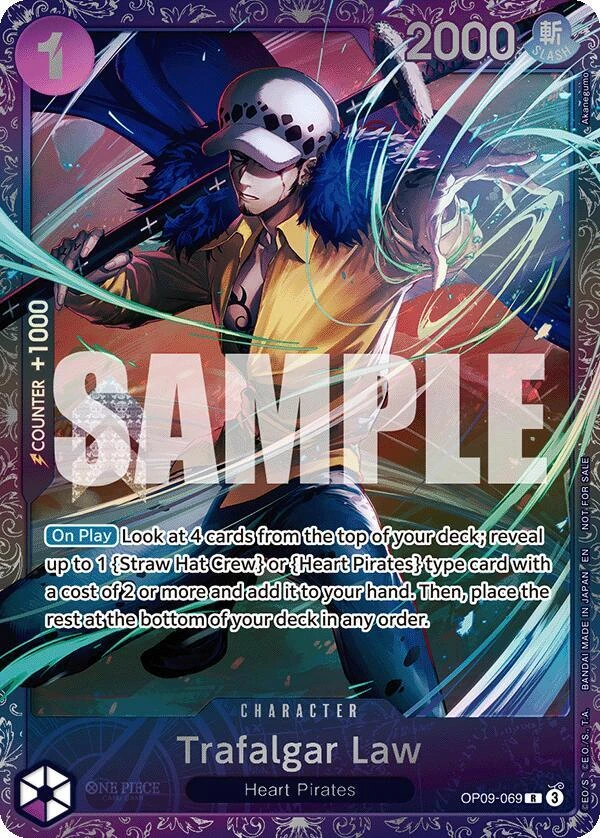 1
2000
斬
SLASH
Akanegumo
COUNTER +1000
SAMPLE
On Play Look at 4 cards from the top of your deck; reveal
up to 1 {Straw Hat Crew} or {Heart Pirates} type card with
a cost of 2 or more and add it to your hand. Then, place the
rest at the bottom of your deck in any order.
CHARACTER
Trafalgar Law
Heart Pirates
ONE PIECE
CARD GAME
OP09-069 R 3
©E.O/S. ©E.O./S., T.A. BANDAI MADE IN JAPAN EN NOT FOR SALE